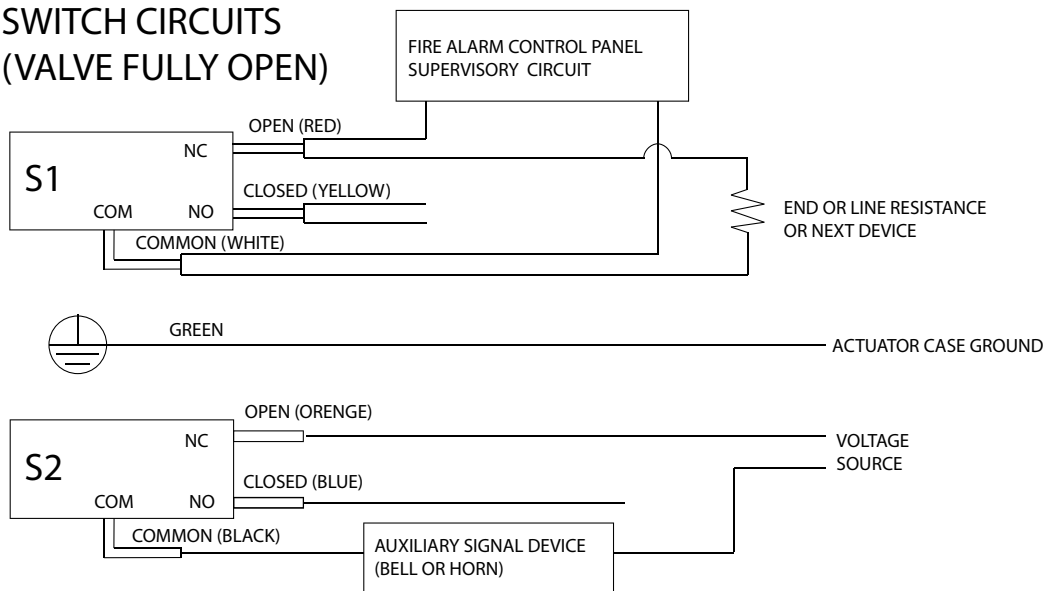 SWITCH CIRCUITS
(VALVE FULLY OPEN)
FIRE ALARM CONTROL PANEL
SUPERVISORY CIRCUIT
OPEN (RED)
NC
S1
CLOSED (YELLOW)
COM
NO
COMMON (WHITE)
END OR LINE RESISTANCE
OR NEXT DEVICE
GREEN
ACTUATOR CASE GROUND
OPEN (ORENGE)
NC
VOLTAGE
SOURCE
S2
CLOSED (BLUE)
COM
NO
COMMON (BLACK)
AUXILIARY SIGNAL DEVICE
(BELL OR HORN)